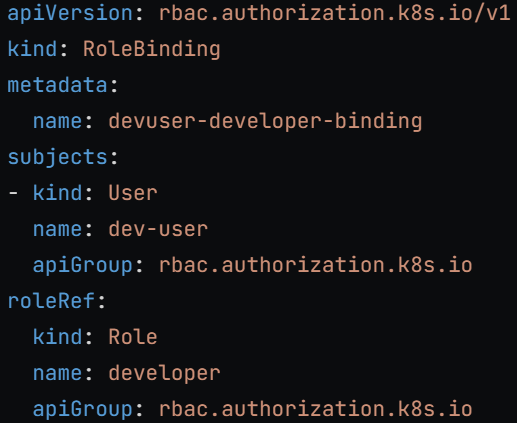 apiVersion: rbac.authorization.k8s.io/v1
kind: RoleBinding
metadata:
  name: devuser-developer-binding
subjects:
- kind: User
  name: dev-user
  apiGroup: rbac.authorization.k8s.io
roleRef:
  kind: Role
  name: developer
  apiGroup: rbac.authorization.k8s.io